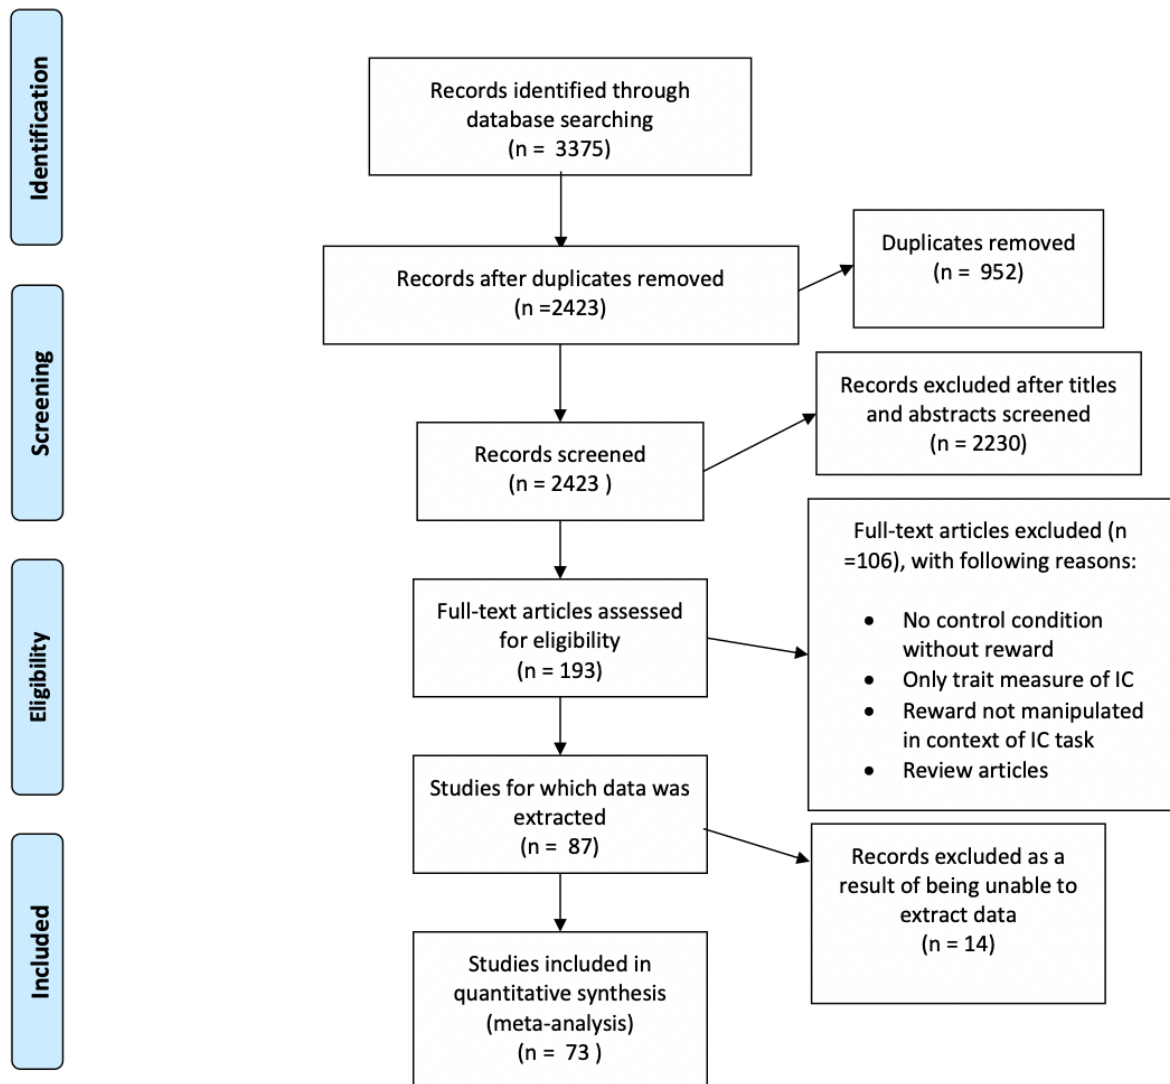 Identification
Records identified through
database searching
(n = 3375)
Duplicates removed
(n = 952)
Records after duplicates removed
(n =2423)
Screening
Records excluded after titles
and abstracts screened
(n = 2230)
Records screened
(n = 2423 )
Full-text articles excluded (n
=106), with following reasons:
• No control condition
without reward
• Only trait measure of IC
• Reward not manipulated
in context of IC task
• Review articles
Eligibility
Full-text articles assessed
for eligibility
(n = 193)
Studies for which data was
extracted
(n = 87)
Records excluded as a
result of being unable to
extract data
(n = 14)
Included
Studies included in
quantitative synthesis
(meta-analysis)
(n = 73 )